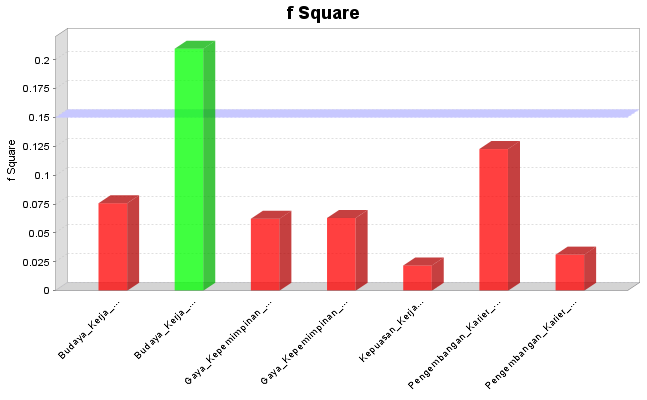 f Square
f Square
0.2
0.175
0.15
0.125
0.1
0.075
0.05
0.025
0
Budaya_Kerja_...
Budaya_Kerja_...
Gaya_Kepemimpinan_...
Gaya_Kepemimpinan_...
Kepuasan_Kerja...
Pengembangan_Karier_...
Pengembangan_Karier_...